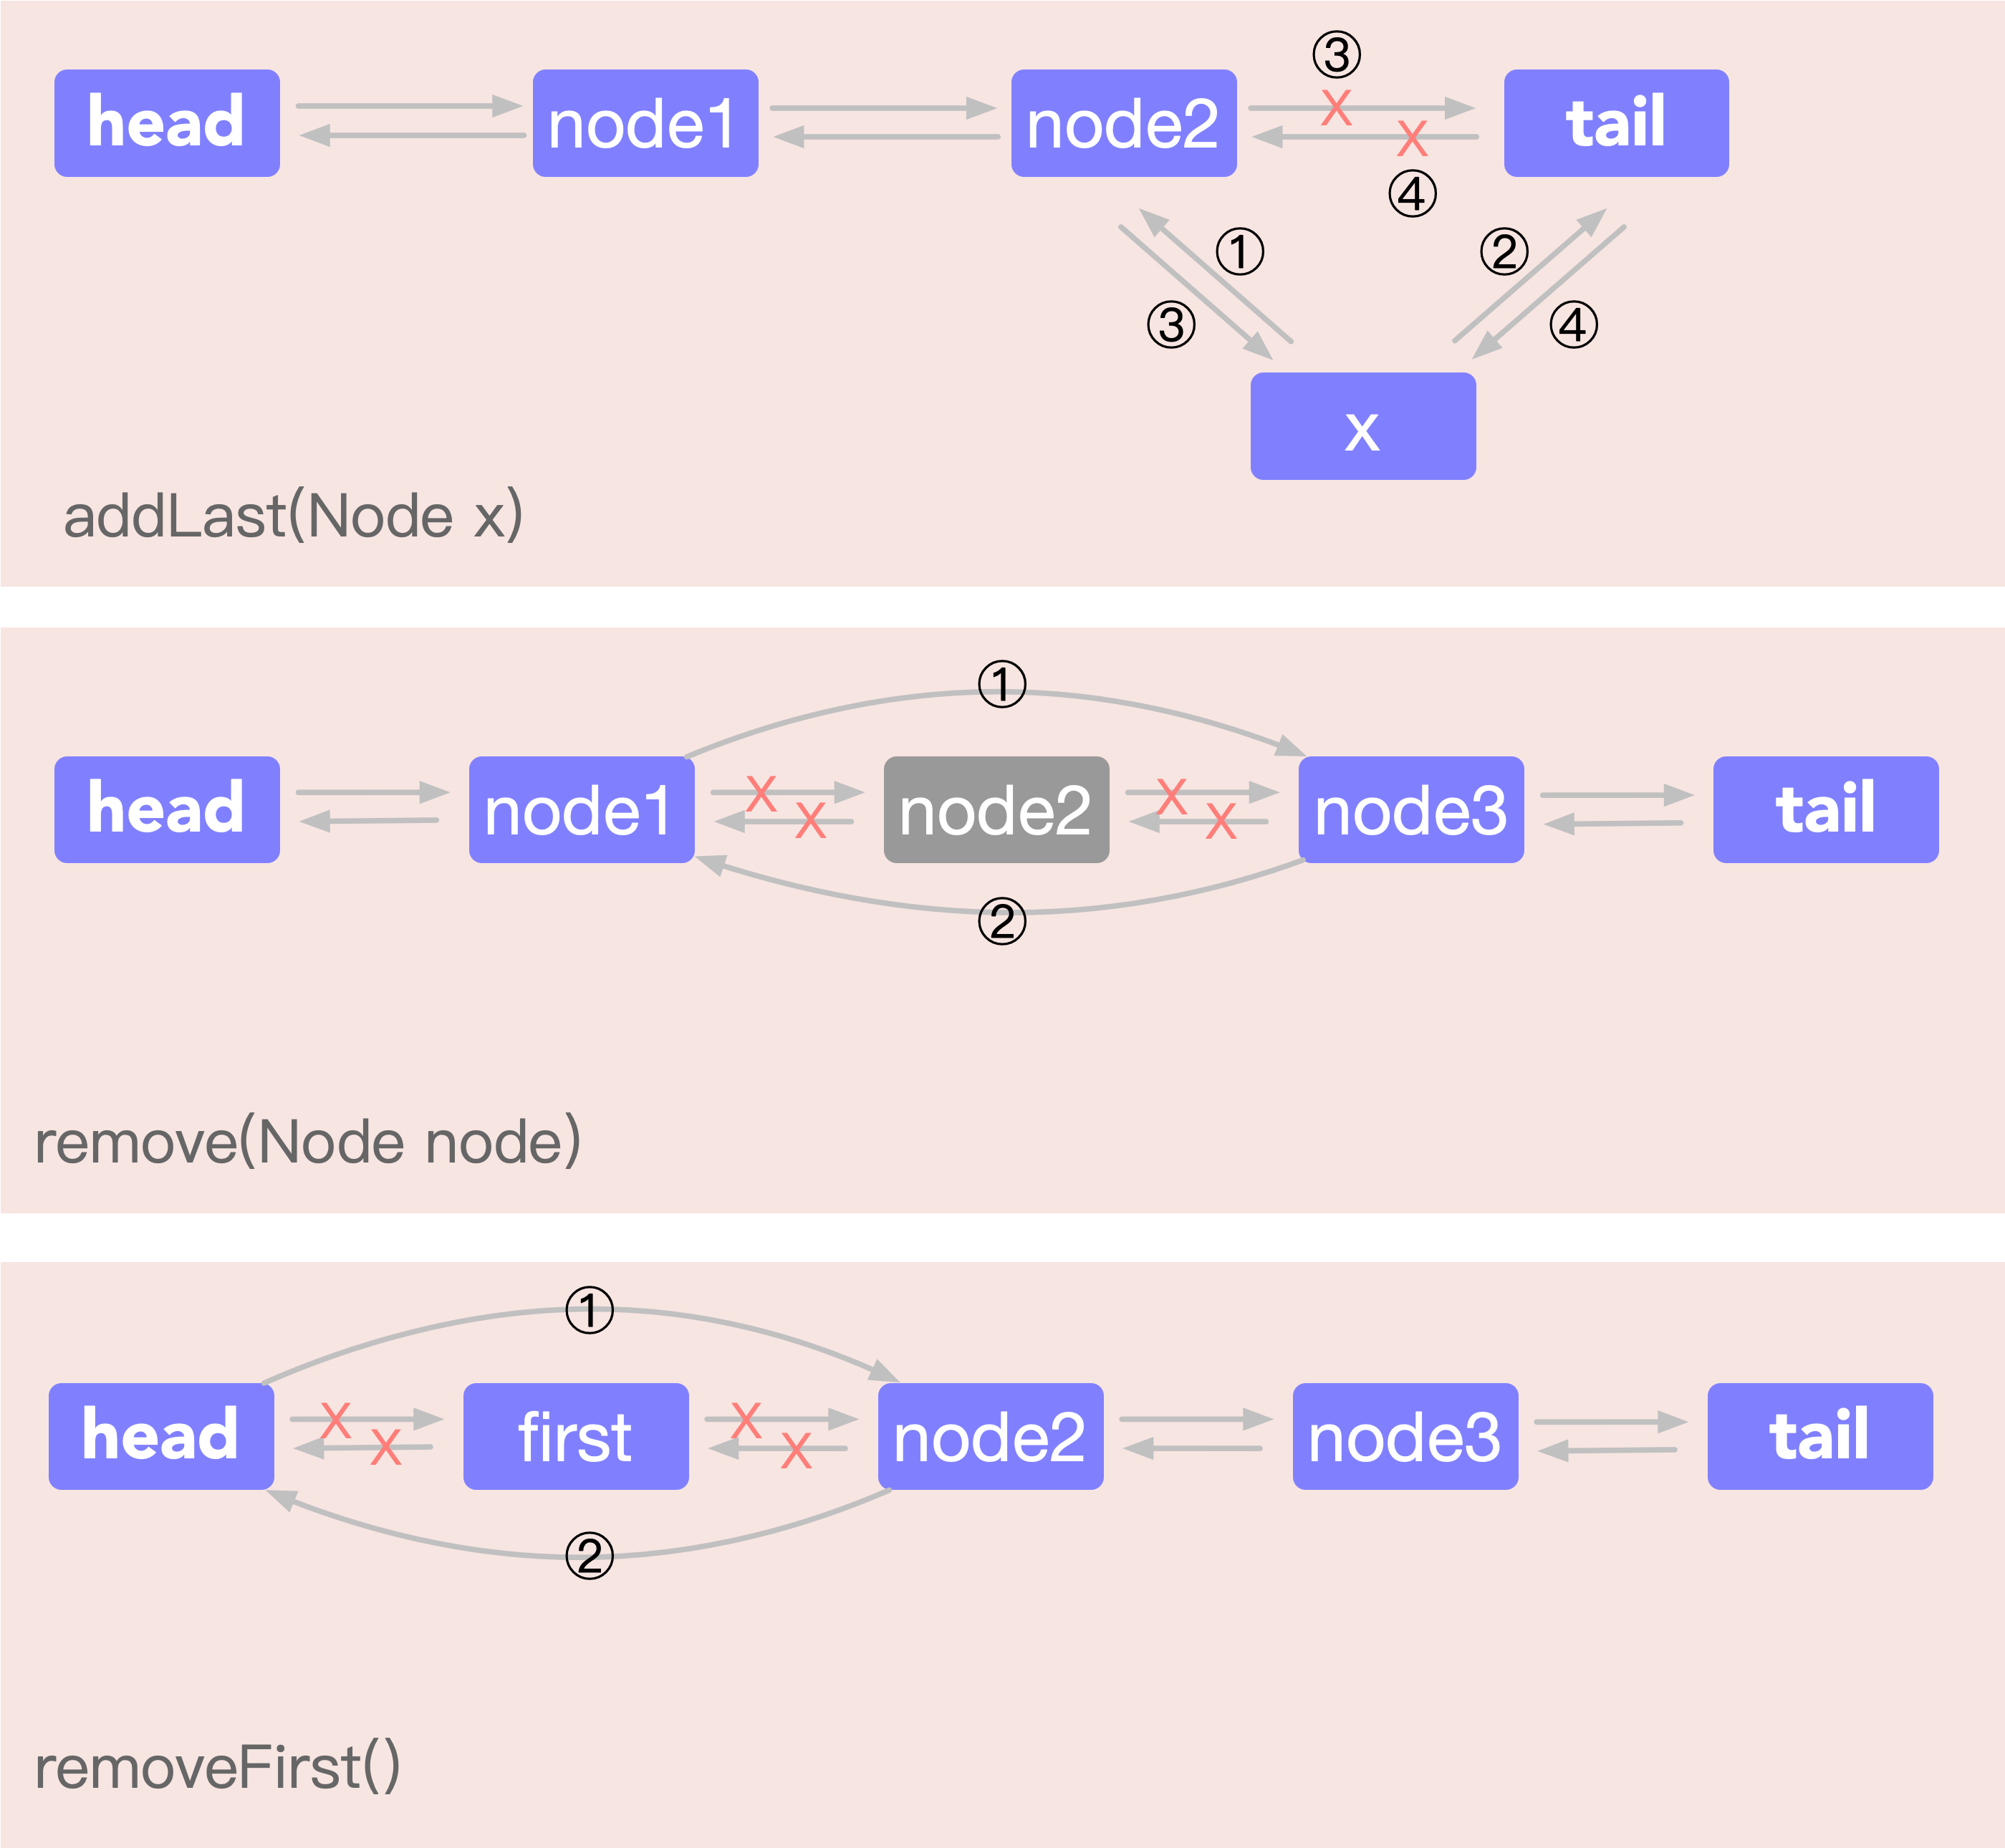 ③
head node1 node2 X tail
X
④
① ②
③ ④
x
addLast(Node x)
①
head node1 X X node2 X X node3 tail
②
remove(Node node)
①
head X X first X X node2 node3 tail
②
removeFirst()